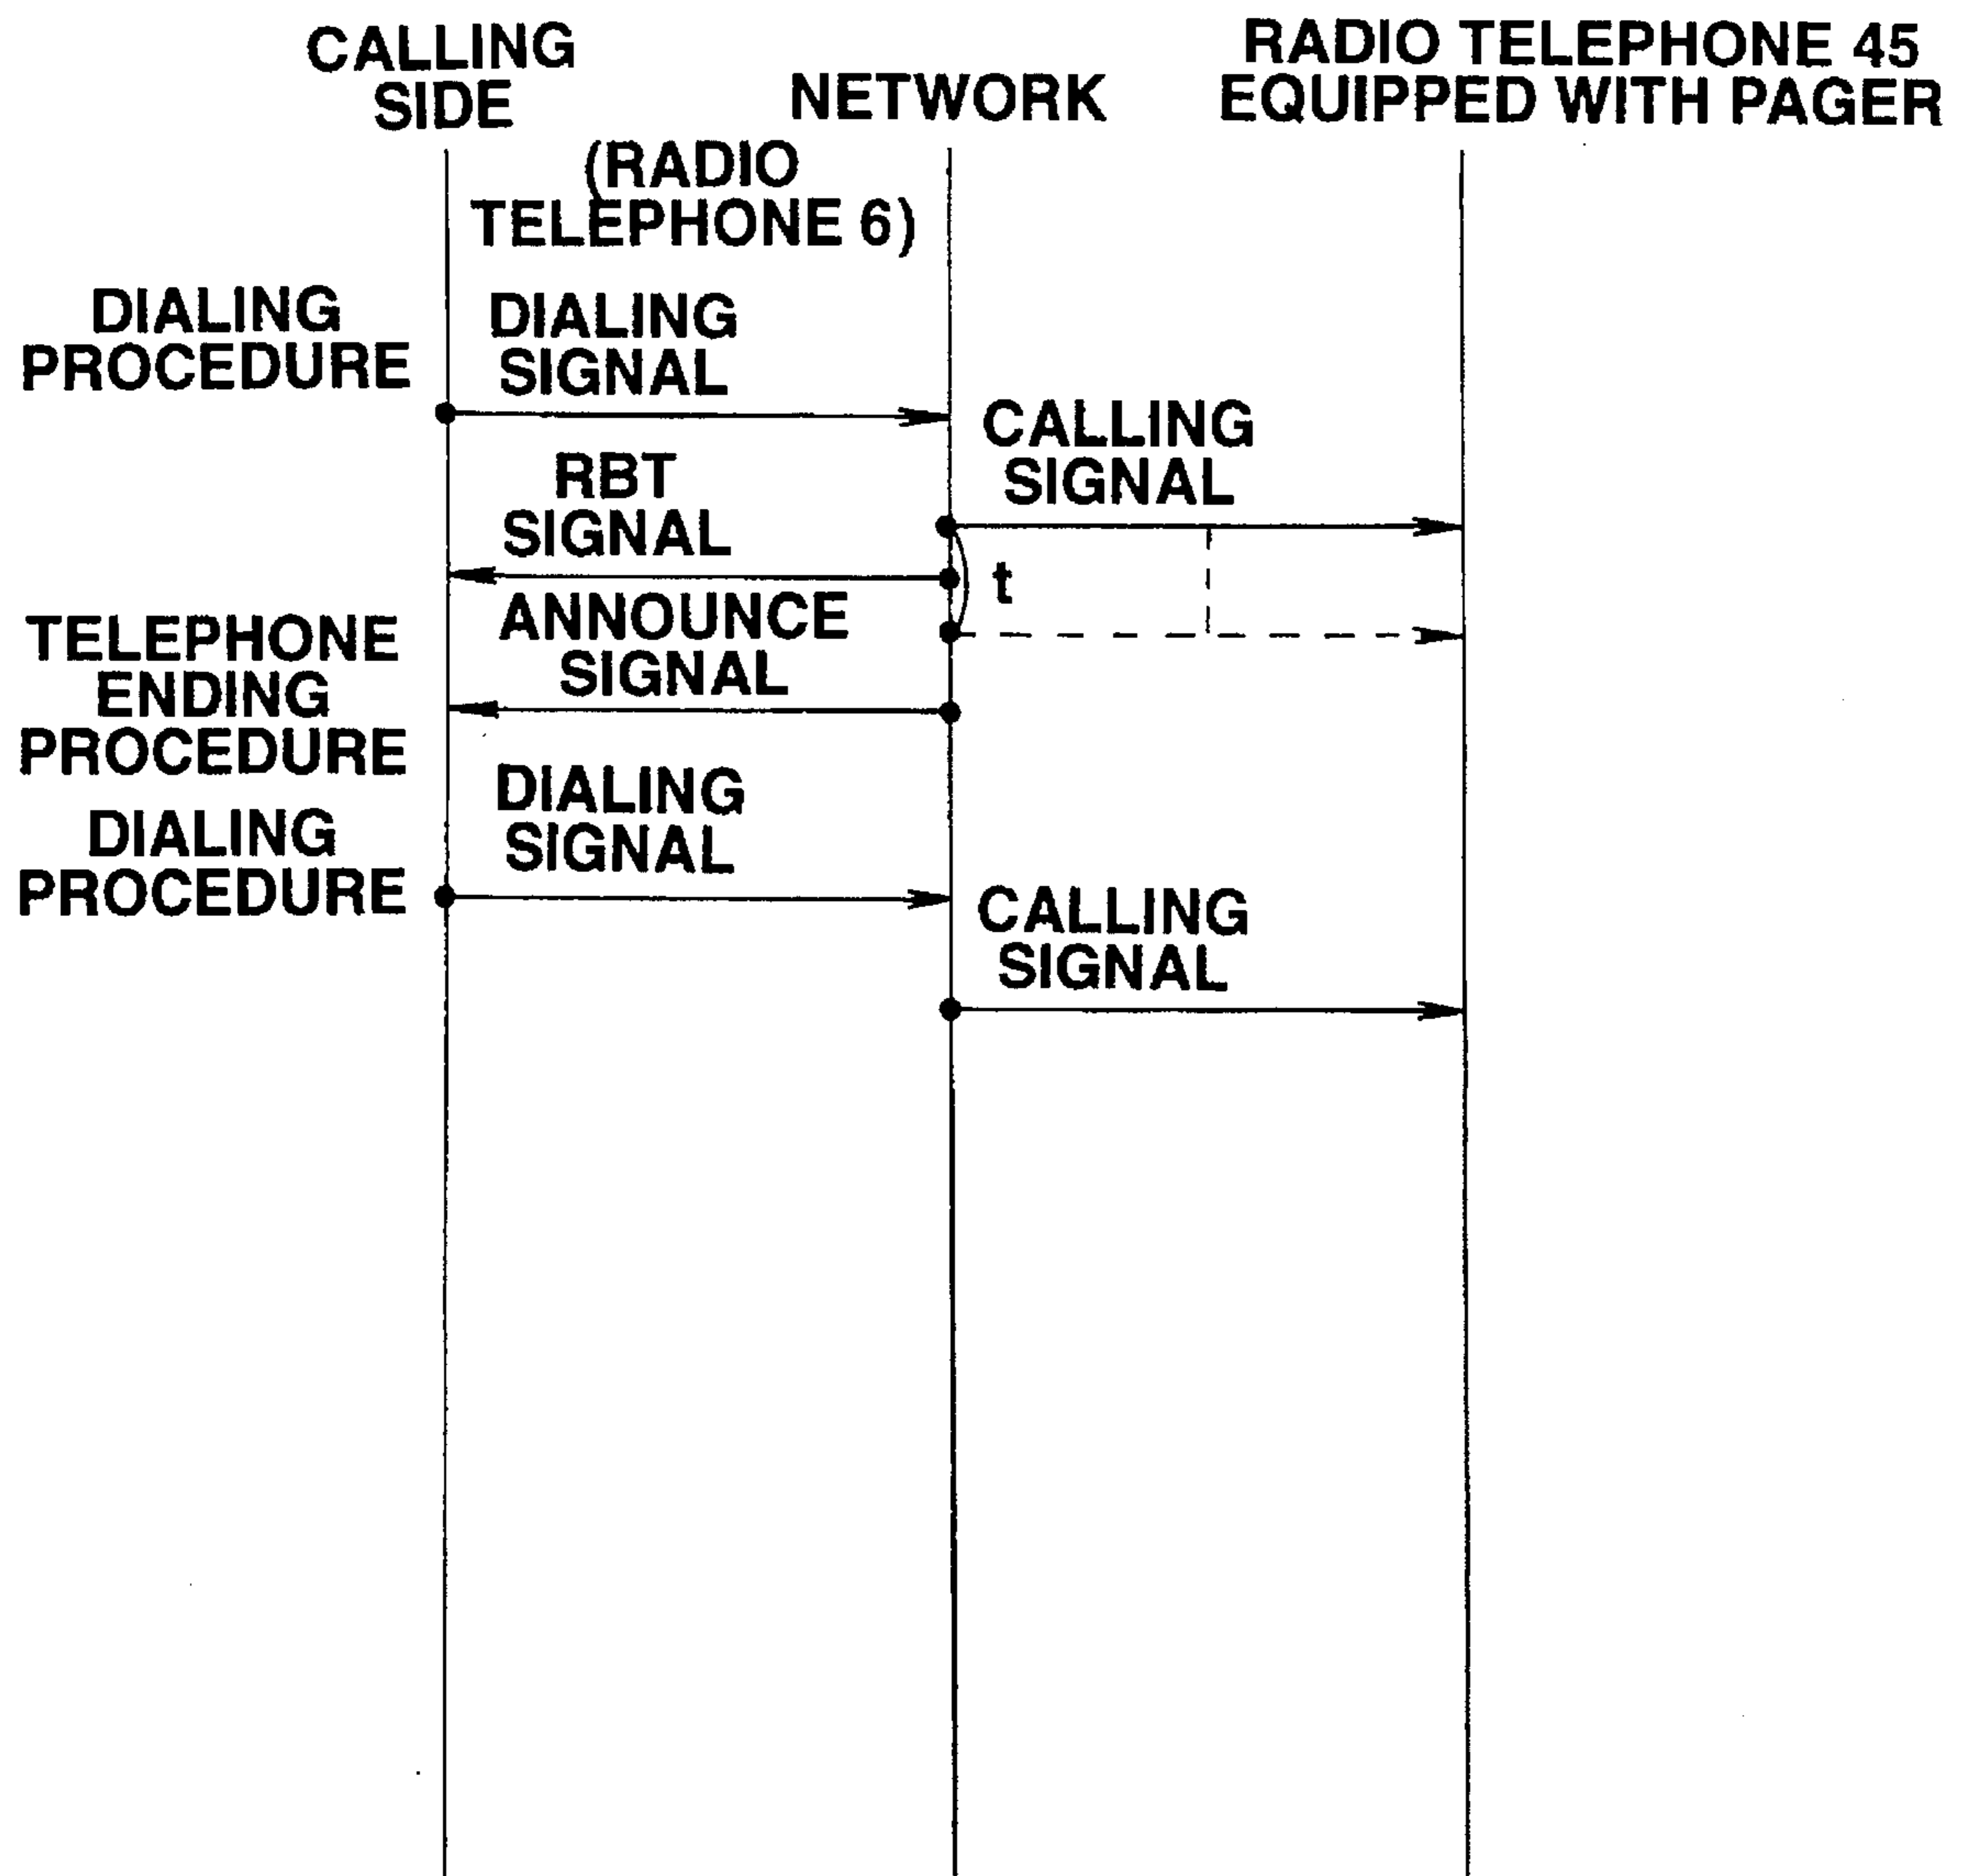 CALLING
SIDE
NETWORK
RADIO TELEPHONE 45
EQUIPPED WITH PAGER
(RADIO
TELEPHONE 6)
DIALING
PROCEDURE
DIALING
SIGNAL
CALLING
SIGNAL
RBT
SIGNAL
t
ANNOUNCE
SIGNAL
TELEPHONE
ENDING
PROCEDURE
DIALING
SIGNAL
DIALING
PROCEDURE
CALLING
SIGNAL